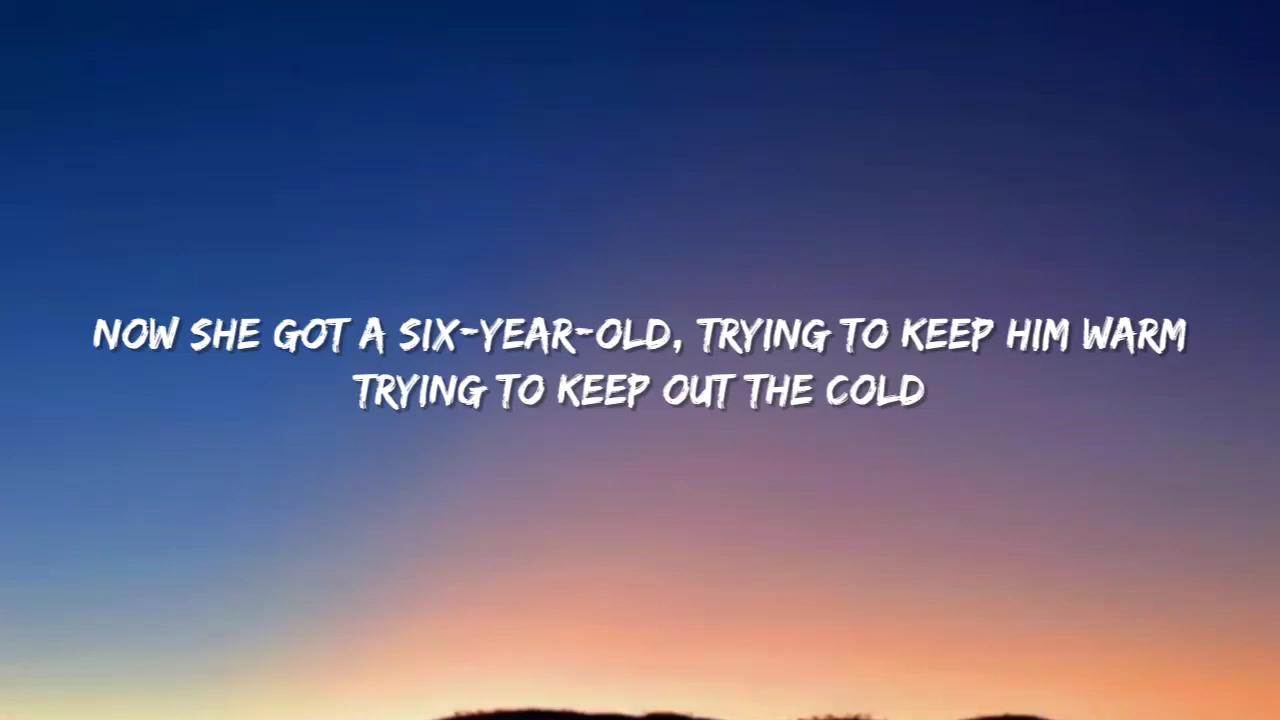 NOW SHE GOT A SIX-YEAR-OLD, TRYING TO KEEP HIM WARM
TRYING TO KEEP OUT THE COLD